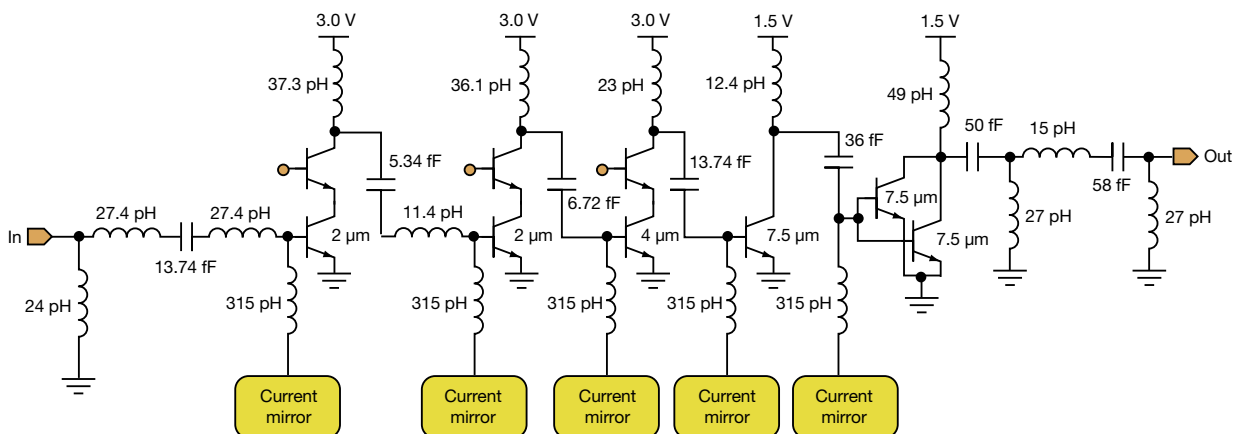 3.0 V
3.0 V
3.0 V
1.5 V
1.5 V
37.3 pH
36.1 pH
23 pH
12.4 pH
49 pH
5.34 fF
6.72 fF
13.74 fF
36 fF
50 fF
15 pH
Out
58 fF
7.5 µm
27.4 pH
27.4 pH
11.4 pH
In
13.74 fF
2 µm
2 µm
4 µm
7.5 µm
7.5 µm
27 pH
27 pH
24 pH
315 pH
315 pH
315 pH
315 pH
315 pH
Current
mirror
Current
mirror
Current
mirror
Current
mirror
Current
mirror